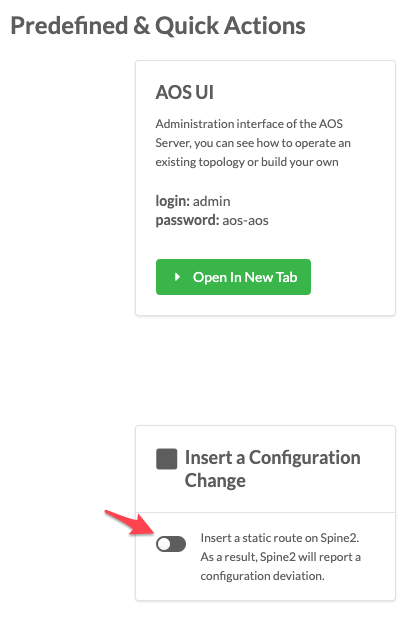 Predefined & Quick Actions
AOS UI
Administration interface of the AOS
Server, you can see how to operate an
existing topology or build your own
login: admin
password: aos-aos
Open In New Tab
Insert a Configuration
Change
Insert a static route on Spine2.
As a result, Spine2 will report a
configuration deviation.